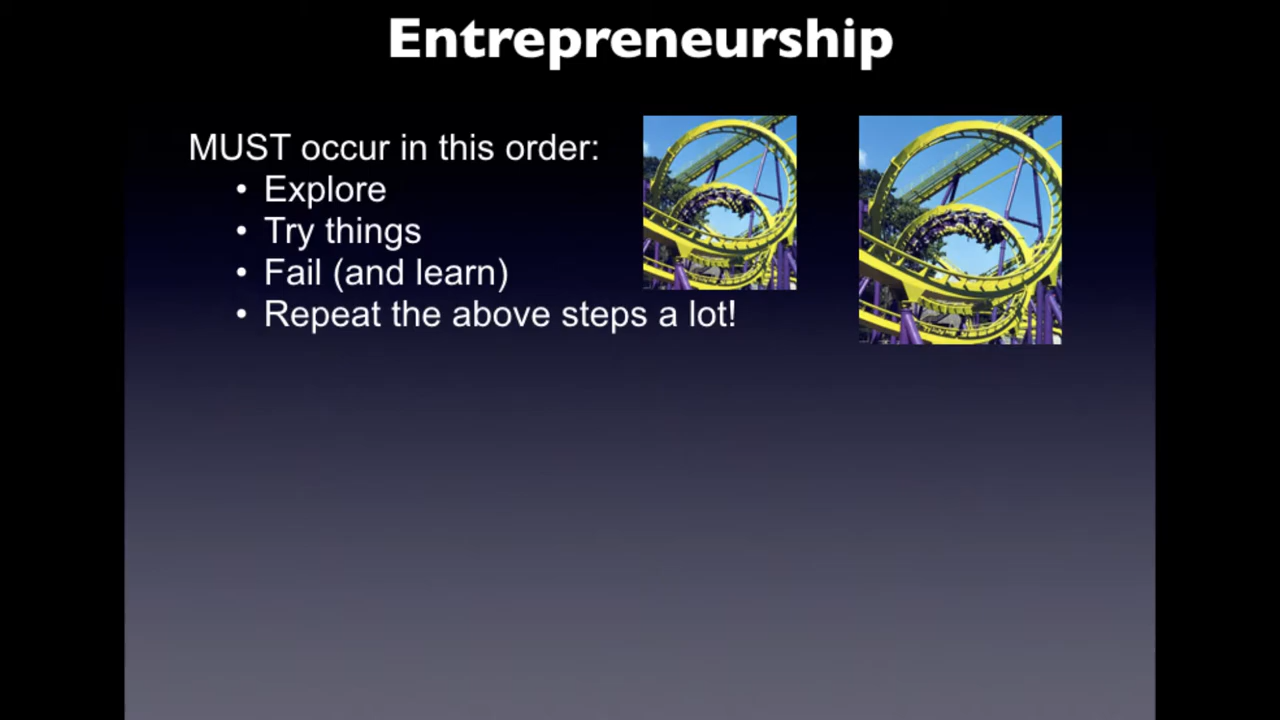 Entrepreneurship
MUST occur in this order:
• Explore
• Try things
• Fail (and learn)
• Repeat the above steps a lot!